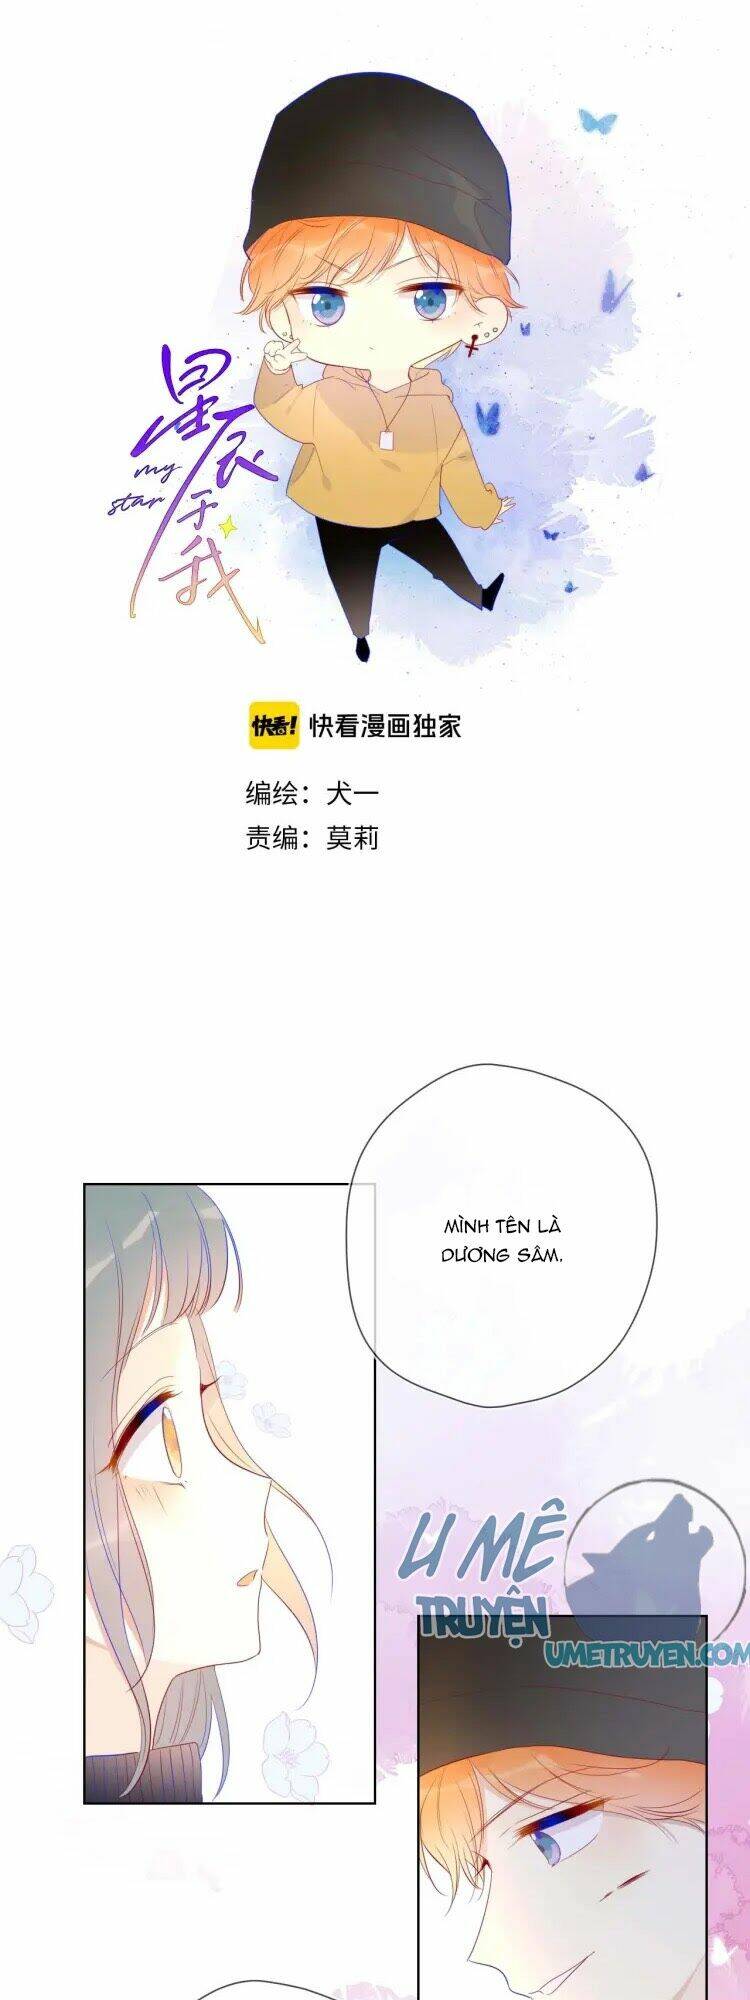 星辰于我
my
star
快看!
快看漫画独家
编绘：犬一
责编：莫莉
MÌNH TÊN LÀ
DƯƠNG SÂM.
U MÊ
TRUYỆN
UMETRUYEN.COM